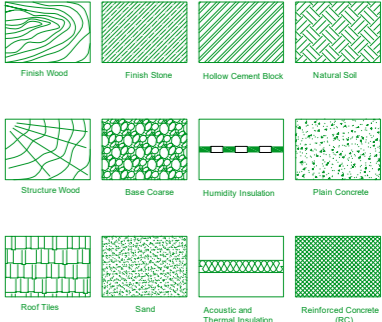 Finish Wood
Finish Stone
Hollow Cement Block
Natural Soil
Structure Wood
Base Coarse
Humidity Insulation
Plain Concrete
Roof Tiles
Sand
Acoustic and
Thermal Insulation
Reinforced Concrete
(RC)